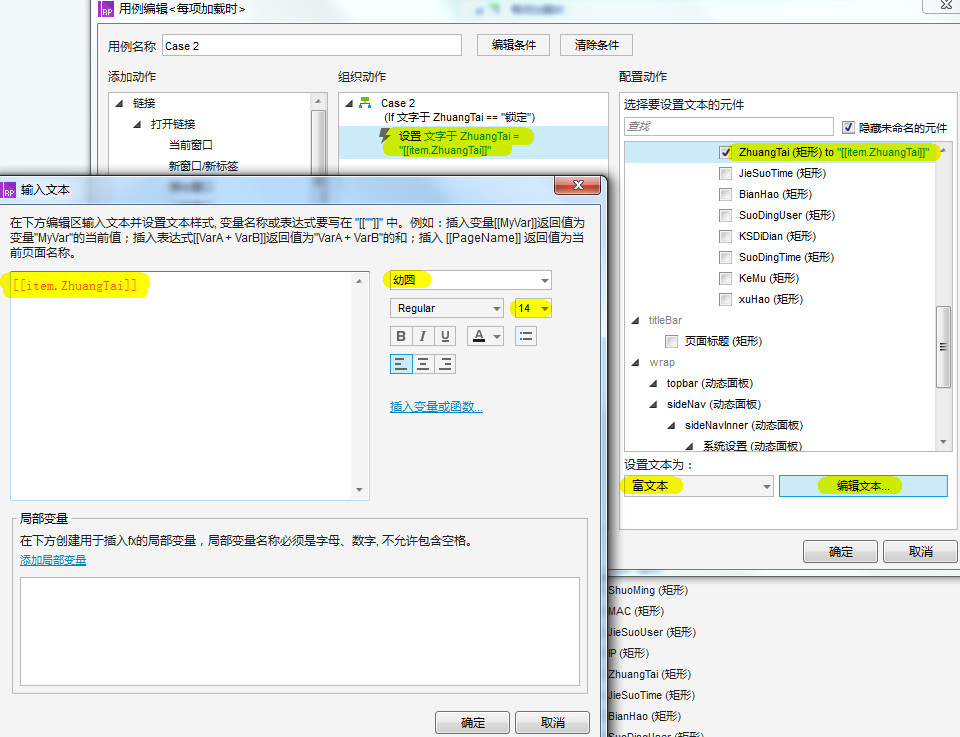 用例编辑<每项加载时>
用例名称 Case 2 编辑条件 清除条件
添加动作 组织动作 配置动作
链接
打开链接
当前窗口
新窗口/新标签
Case 2
(If 文字于 ZhuangTai == "锁定")
设置 文字于 ZhuangTai =
"[[item.ZhuangTai]]"
选择要设置文本的元件
查找 隐藏未命名的元件
ZhuangTai (矩形) to "[[item.ZhuangTai]]"
JieSuoTime (矩形)
BianHao (矩形)
SuoDingUser (矩形)
KSDiDian (矩形)
SuoDingTime (矩形)
KeMu (矩形)
xuHao (矩形)
titleBar
页面标题 (矩形)
wrap
topbar (动态面板)
sideNav (动态面板)
sideNavInner (动态面板)
系统设置 (动态面板)
设置文本为：
富文本 编辑文本...
确定 取消
输入文本
在下方编辑区输入文本并设置文本样式, 变量名称或表达式要写在 "[[""]]" 中。例如：插入变量[[MyVar]]返回值为
变量"MyVar"的当前值；插入表达式[[VarA + VarB]]返回值为"VarA + VarB"的和；插入 [[PageName]] 返回值为当
前页面名称。
[[item.ZhuangTai]]
幼圆
Regular 14
B I U A
插入变量或函数...
局部变量
在下方创建用于插入fx的局部变量，局部变量名称必须是字母、数字, 不允许包含空格。
添加局部变量
确定 取消
ShuoMing (矩形)
MAC (矩形)
JieSuoUser (矩形)
IP (矩形)
ZhuangTai (矩形)
JieSuoTime (矩形)
BianHao (矩形)
SuoDingUser (矩形)